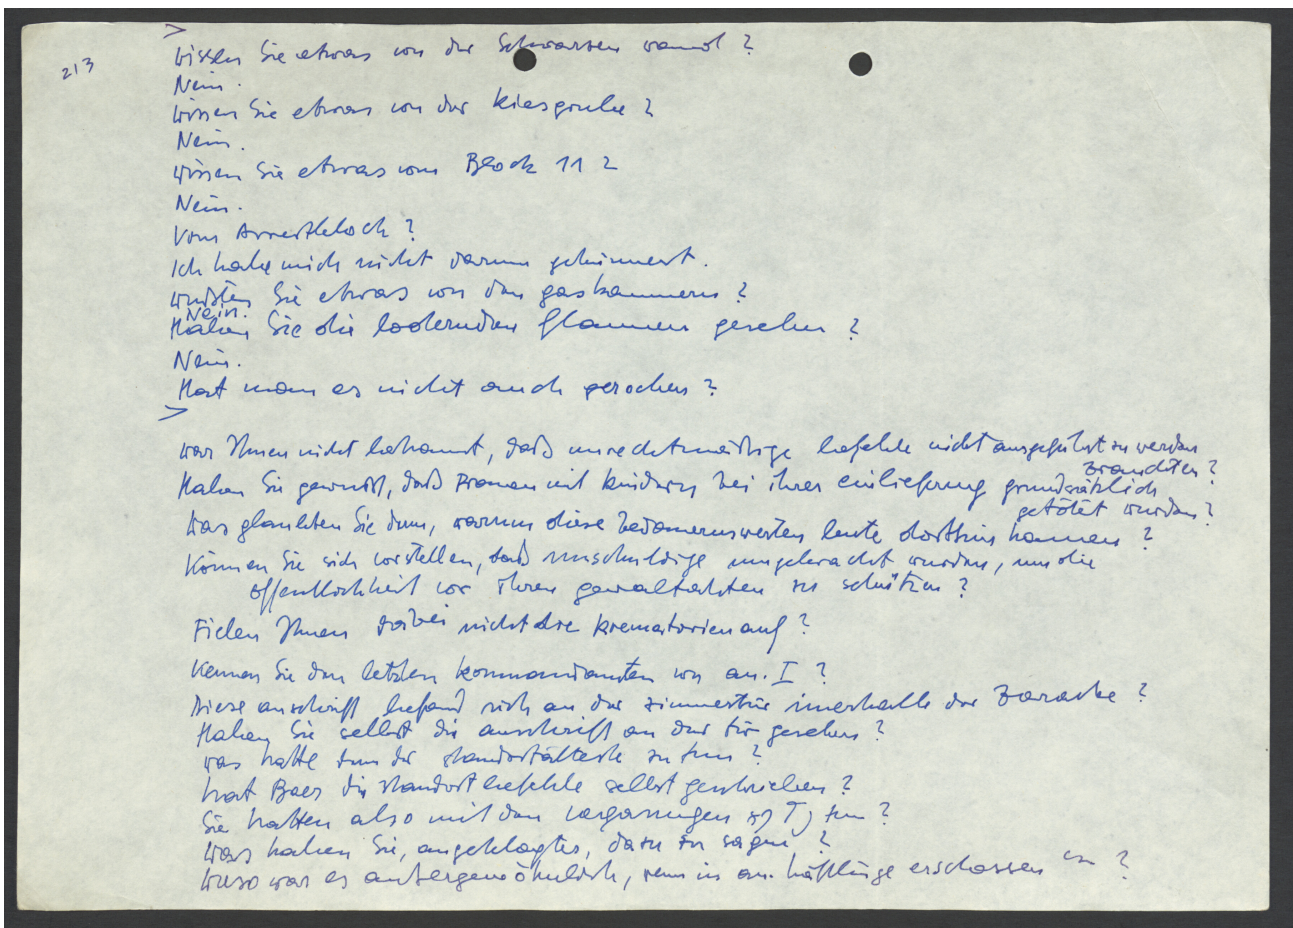 213
>
wissen Sie etwas von der Schwarzen wand?
Nein.
wissen Sie etwas von der kiesgrube?
Nein.
wissen Sie etwas vom Block 11?
Nein.
Vom Arrestblock?
Ich habe mich nicht darum gekümmert.
wußten Sie etwas von den gaskammern?
Nein.
Haben Sie die lodernden flammen gesehen?
Nein.
Hat man es nicht auch gerochen?
>
war Ihnen nicht bekannt, daß unrechtmäßige befehle nicht ausgeführt zu werden
brauchten?
Haben Sie gewußt, daß Frauen mit kindern bei ihrer einlieferung grundsätzlich
getötet wurden?
was glaubten Sie denn, warum diese bedauernswerten leute dorthin kamen?
Können Sie sich vorstellen, daß unschuldige umgebracht wurden, um die
öffentlichkeit vor ihren gewalttakten zu schützen?
Fielen Ihnen dabei nicht die krematorien auf?
kennen Sie den letzten kommandanten von au. I?
Diese anschrift befand sich an der zimmertür innerhalb der Baracke?
Haben Sie selbst die anschrift an der tür gesehen?
was hatte denn der standortälteste zu tun?
hat Baer die standortbefehle selbst geschrieben?
Sie hatten also mit den vergasungen zu tun?
was haben Sie, angeklagter, dazu zu sagen?
wieso war es außergewöhnlich, wenn in au. häftlinge erschossen ?